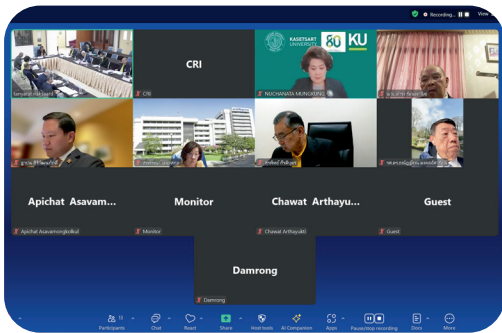 Recording...
View
CRI
KASETSART
UNIVERSITY
80
KU
CRI
NUCHANATA MUNGKUNG
Apichat Asavam...
Monitor
Chawat Arthayu...
Guest
Apichat Asavamongkolkul
Monitor
Chawat Arthayukti
Guest
Damrong
Damrong
Participants
Chat
React
Share
Host tools
AI Companion
Apps
Pause/stop recording
Docs
More